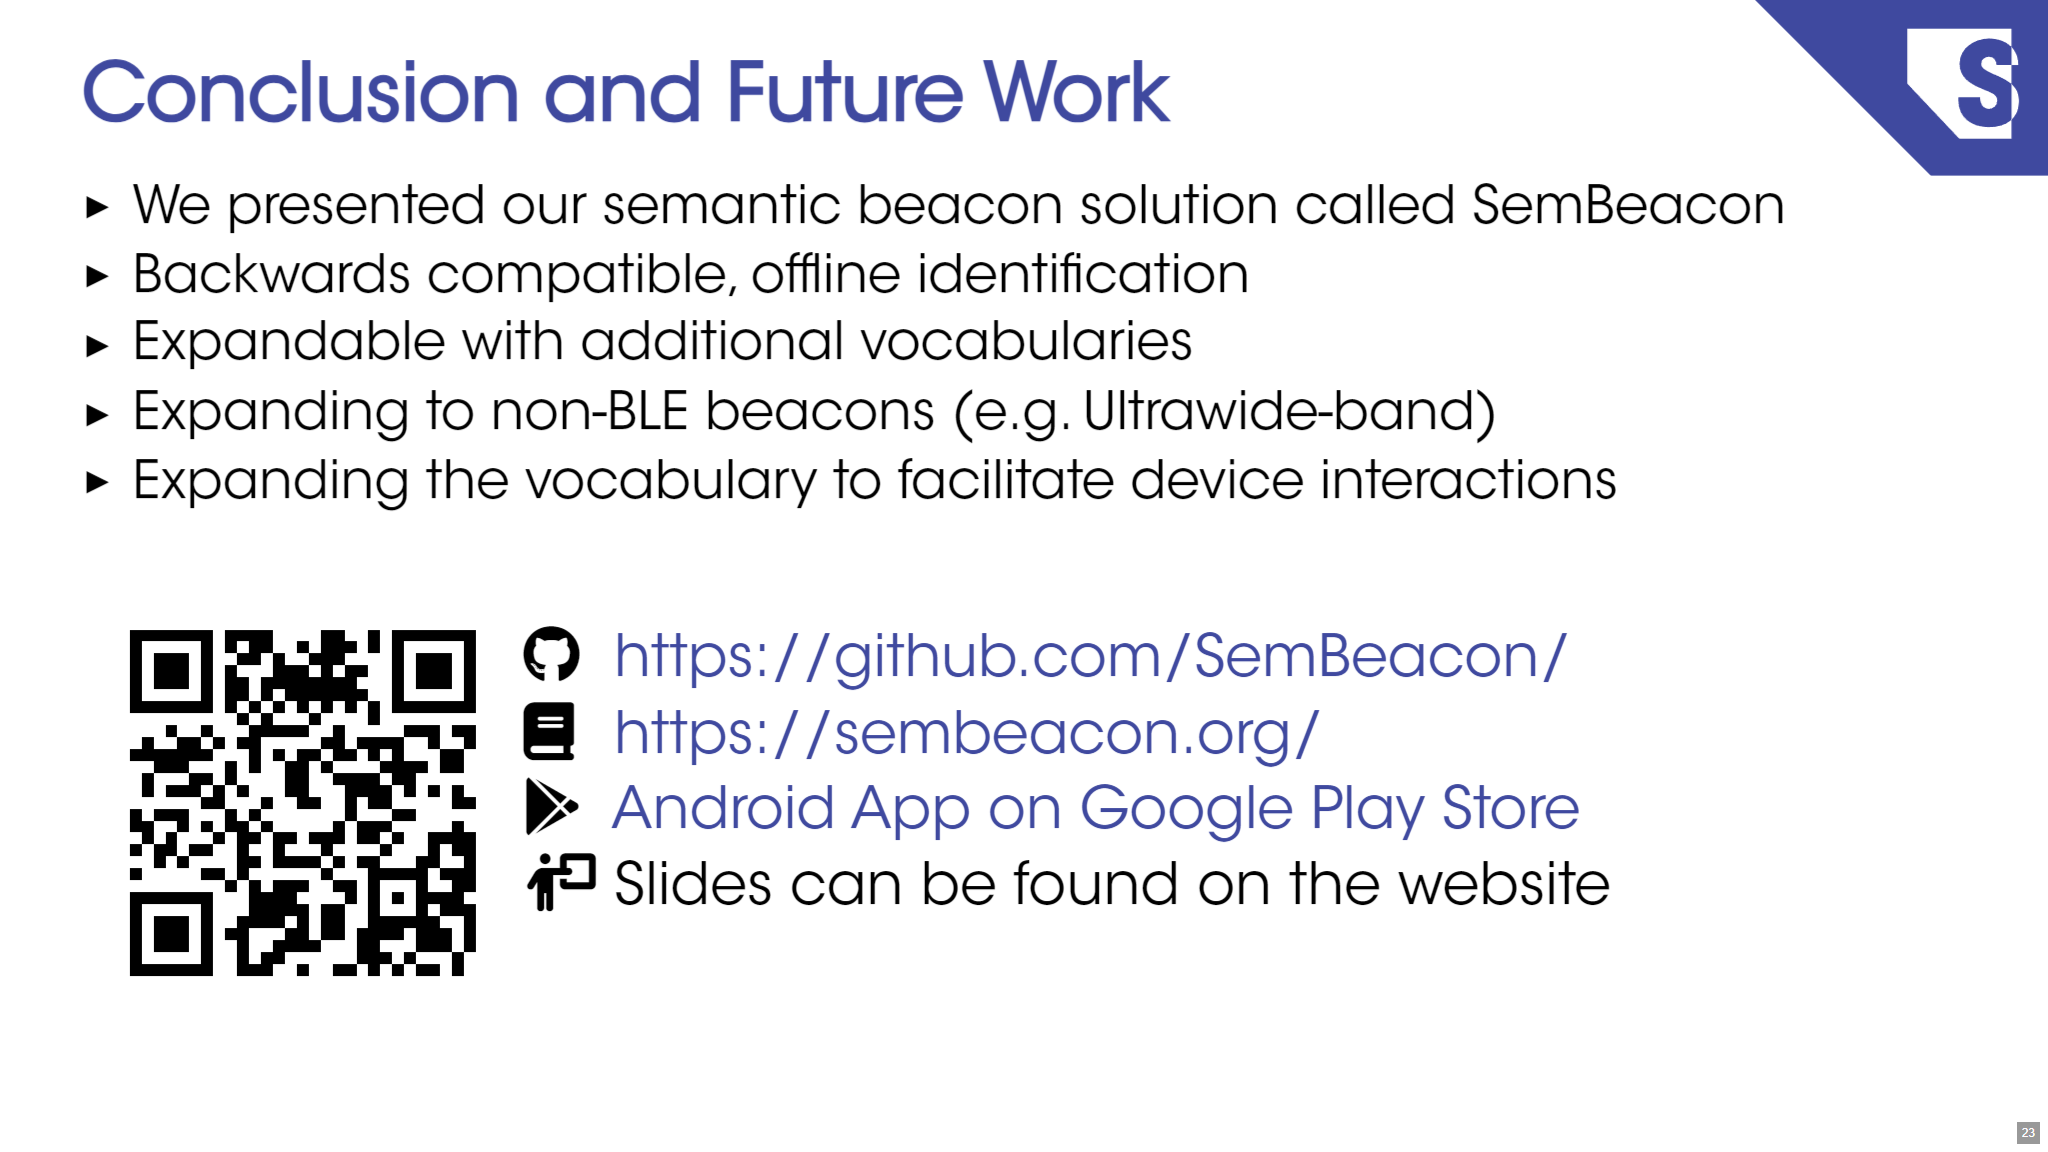 Conclusion and Future Work
S
▸ We presented our semantic beacon solution called SemBeacon
▸ Backwards compatible, offline identification
▸ Expandable with additional vocabularies
▸ Expanding to non-BLE beacons (e.g. Ultrawide-band)
▸ Expanding the vocabulary to facilitate device interactions
https://github.com/SemBeacon/
https://sembeacon.org/
Android App on Google Play Store
Slides can be found on the website
23